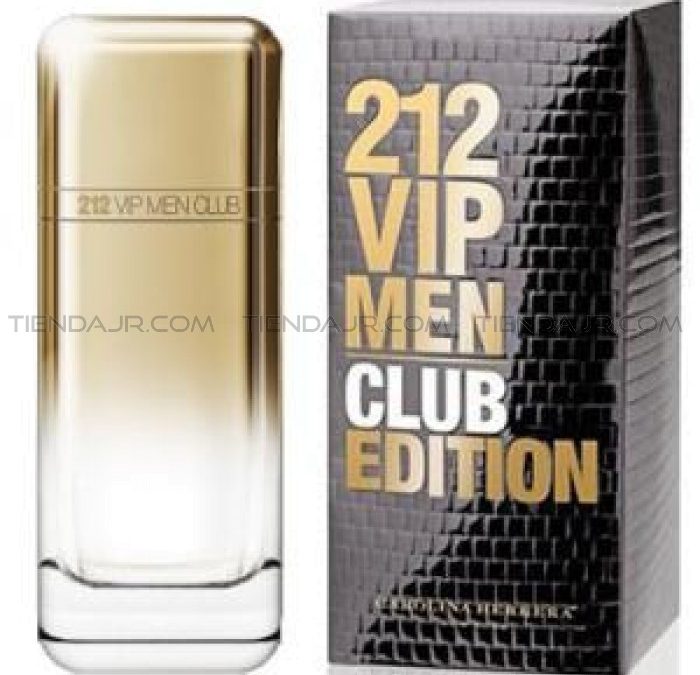 212 VIP MEN CLUB
212
VIP
MEN
CLUB
EDITION
CAROLINA HERRERA
TIENDAJR.COM TIENDAJR.COM TIENDAJR.COM